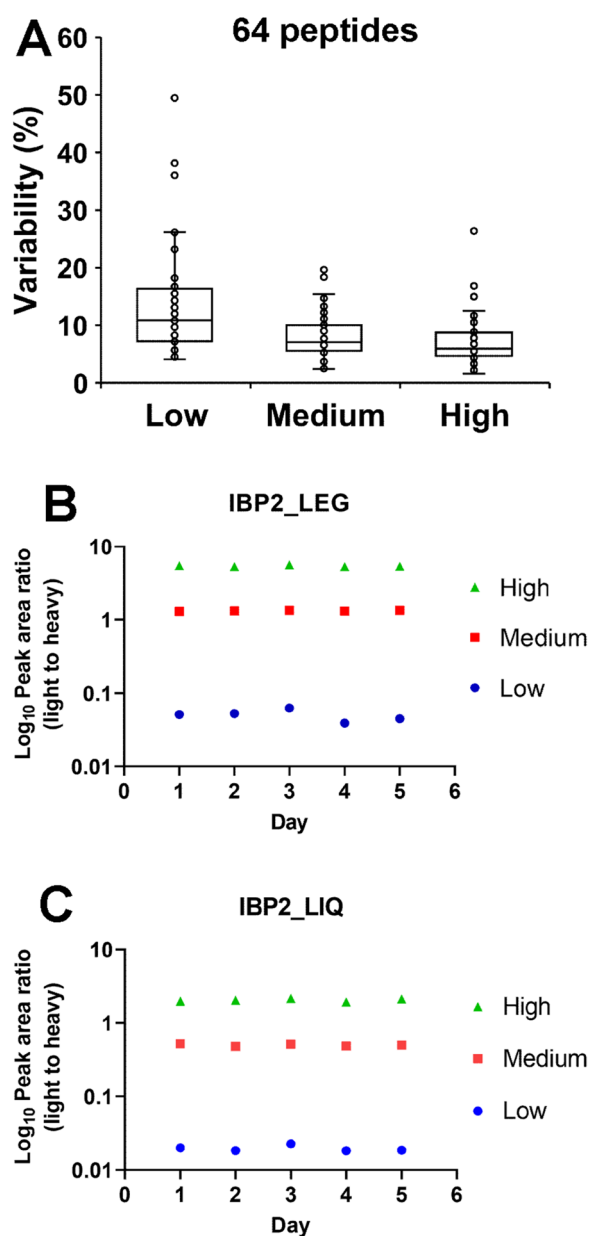 A
64 peptides
Variability (%)
60
50
40
30
20
10
0
Low Medium High
B
IBP2_LEG
Log10 Peak area ratio
(light to heavy)
10
1
0.1
0.01
0 1 2 3 4 5 6
Day
High
Medium
Low
C
IBP2_LIQ
Log10 Peak area ratio
(light to heavy)
10
1
0.1
0.01
0 1 2 3 4 5 6
Day
High
Medium
Low